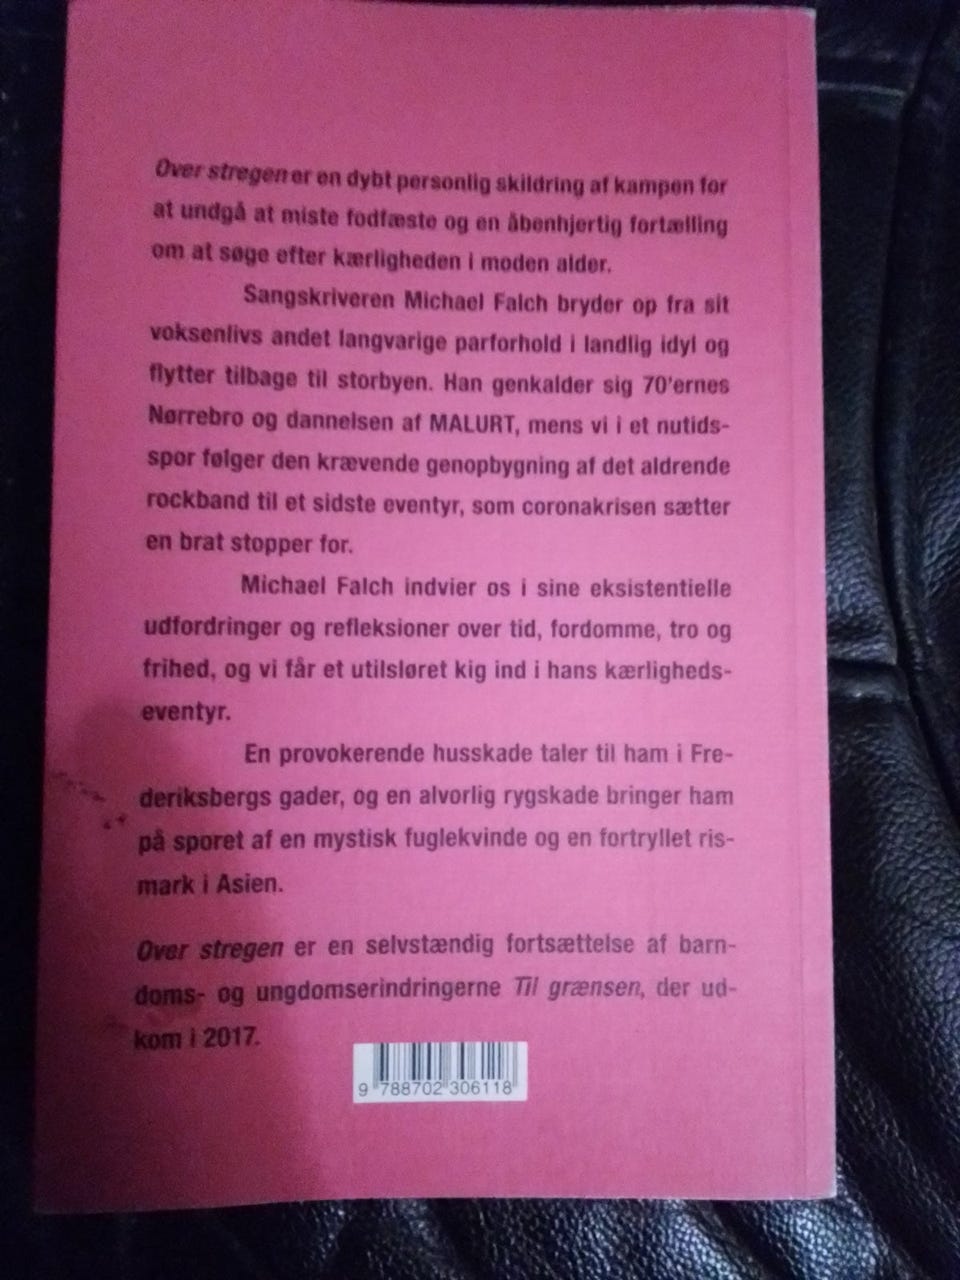 Over stregen er en dybt personlig skildring af kampen for
at undgå at miste fodfæste og en åbenhjertig fortælling
om at søge efter kærligheden i moden alder.
Sangskriveren Michael Falch bryder op fra sit
voksenlivs andet langvarige parforhold i landlig idyl og
flytter tilbage til storbyen. Han genkalder sig 70'ernes
Nørrebro og dannelsen af MALURT, mens vi i et nutids-
spor følger den krævende genopbygning af det aldrende
rockband til et sidste eventyr, som coronakrisen sætter
en brat stopper for.
Michael Falch indvier os i sine eksistentielle
udfordringer og refleksioner over tid, fordomme, tro og
frihed, og vi får et utilsløret kig ind i hans kærligheds-
eventyr.
En provokerende husskade taler til ham i Fre-
deriksbergs gader, og en alvorlig rygskade bringer ham
på sporet af en mystisk fuglekvinde og en fortryllet ris-
mark i Asien.
Over stregen er en selvstændig fortsættelse af barn-
doms- og ungdomserindringerne Til grænsen, der ud-
kom i 2017.
9 788702 306118